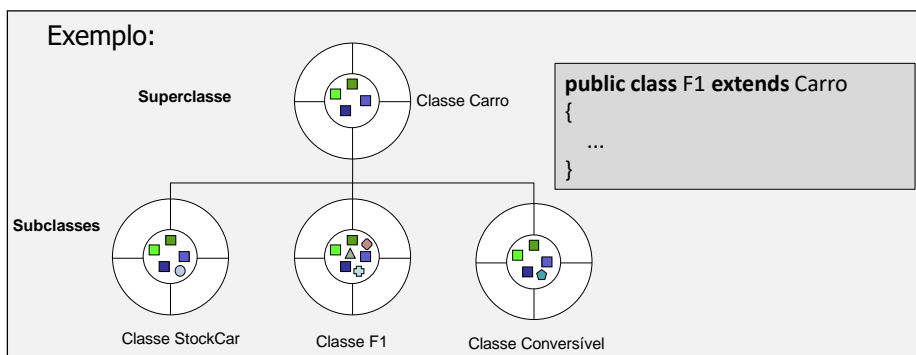 Exemplo:
Superclasse
Classe Carro
public class F1 extends Carro
{
...
}
Subclasses
Classe StockCar
Classe F1
Classe Conversível